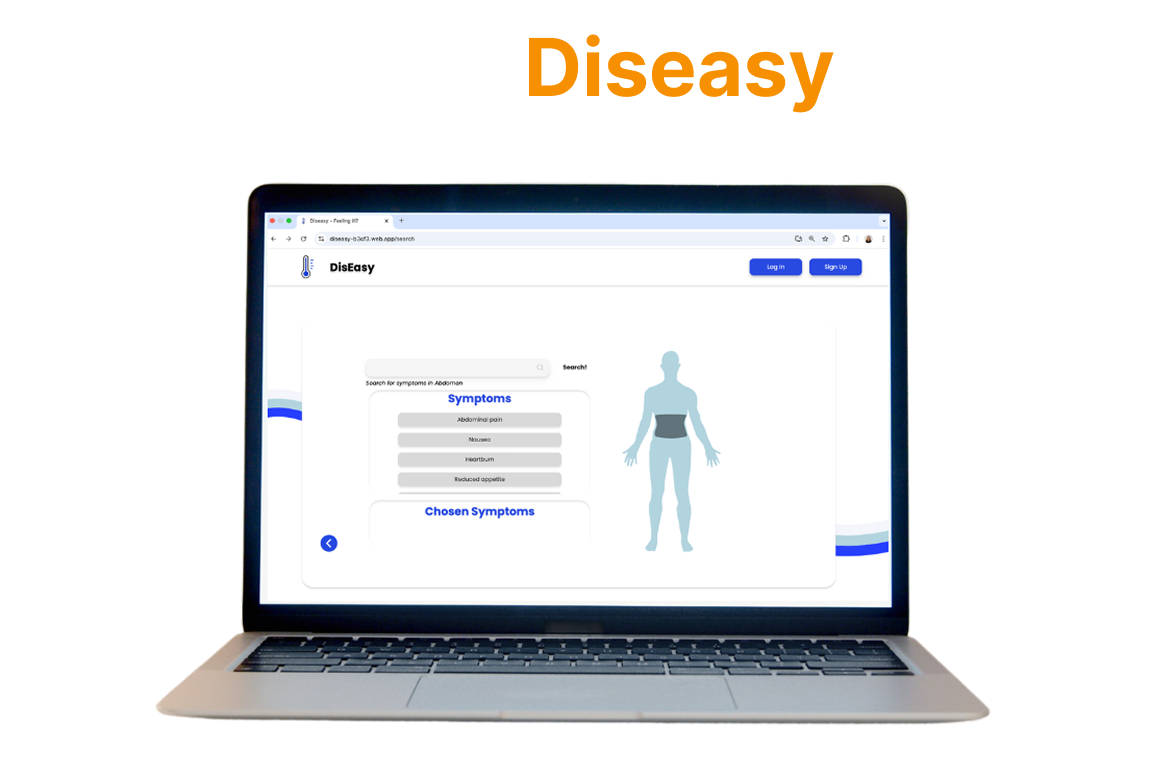 Diseasy
Diseasy - Feeling ill?
diseasy-b3df3.web.app/search
DisEasy
Log In
Sign Up
Search!
Search for symptoms in Abdomen
Symptoms
Abdominal pain
Nausea
Heartburn
Reduced appetite
Chosen Symptoms